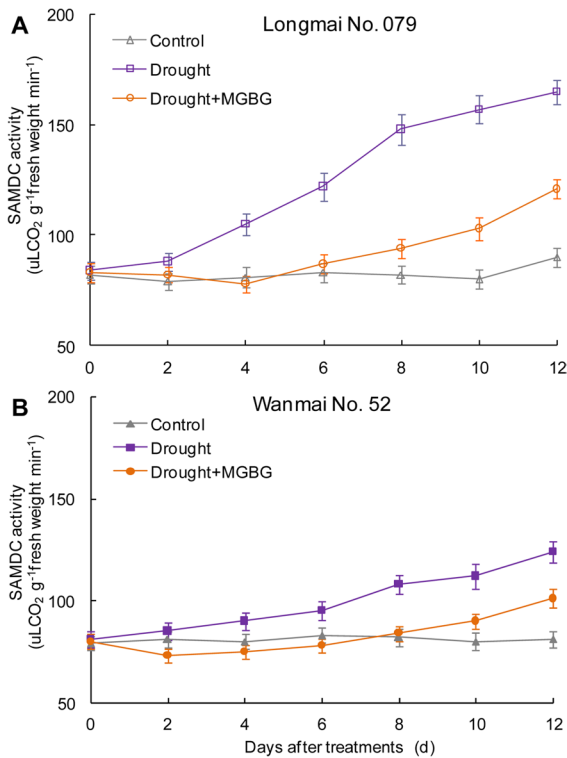 A
Longmai No. 079
Control
Drought
Drought+MGBG
SAMDC activity
(uLCO₂ g⁻¹fresh weight min⁻¹)
200
150
100
50
0 2 4 6 8 10 12
B
Wanmai No. 52
Control
Drought
Drought+MGBG
SAMDC activity
(uLCO₂ g⁻¹fresh weight min⁻¹)
200
150
100
50
0 2 4 6 8 10 12
Days after treatments (d)